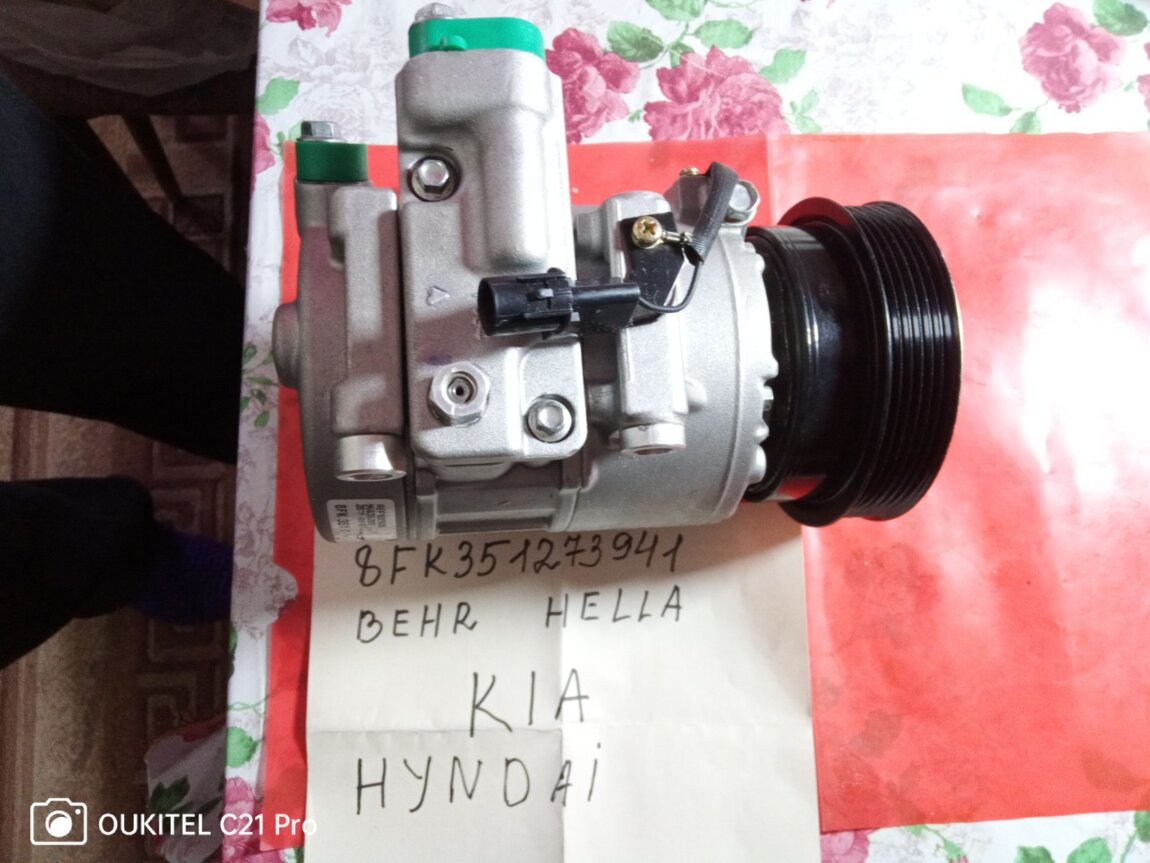 8FK351273941
BEHR HELLA
KIA
HYNDAi
OUKITEL C21 Pro